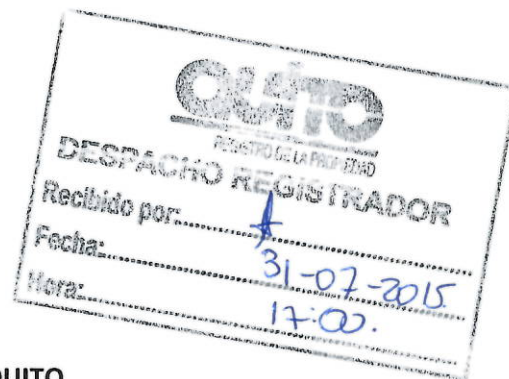 QUITO
REGISTRO DE LA PROPIEDAD
DESPACHO REGISTRADOR
Recibido por:
Fecha: 31-07-2015
Hora: 17:00.
QUITO